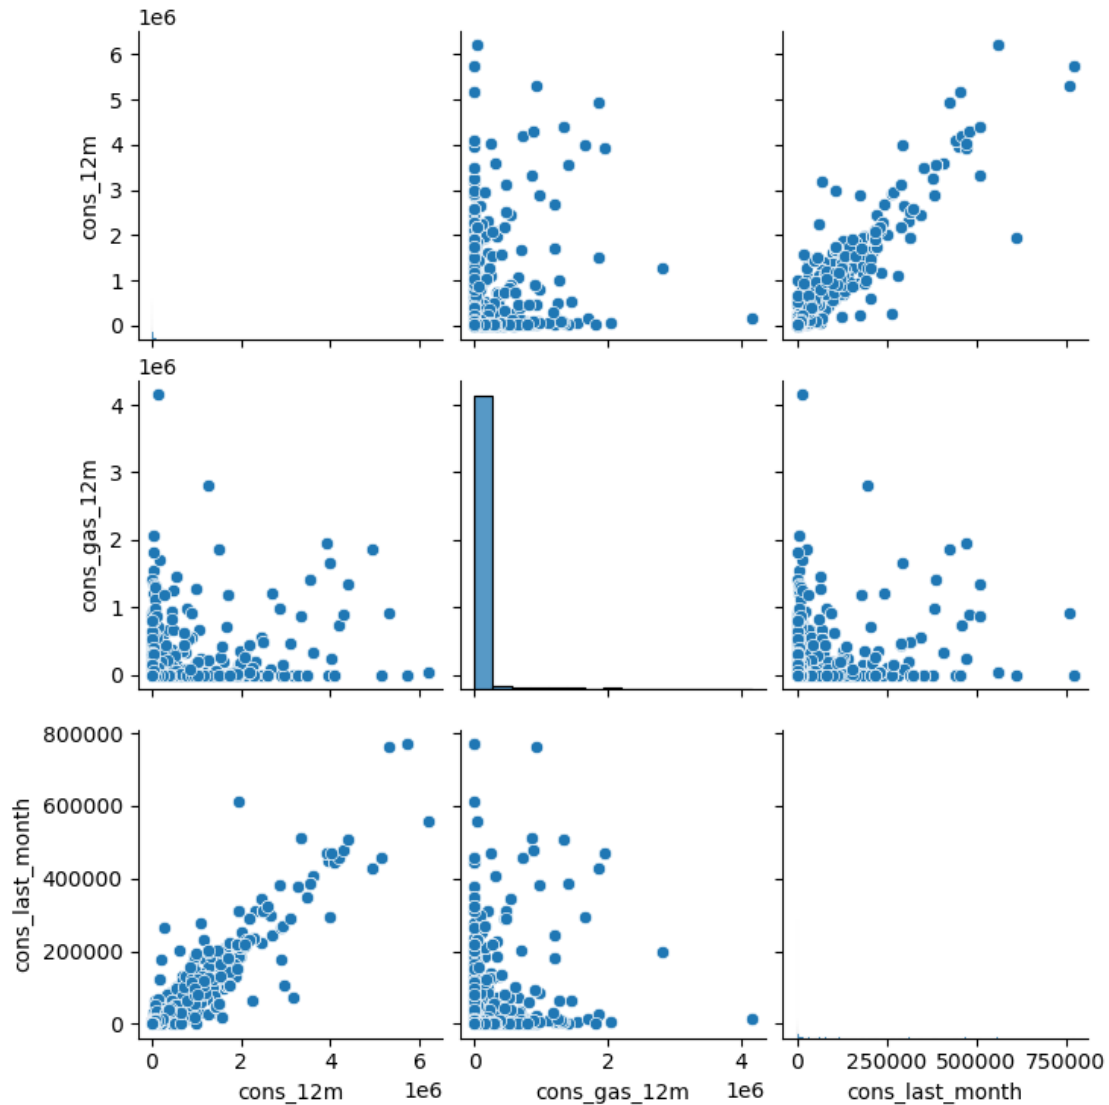 1e6
6
5
4
3
2
1
0
cons_12m
1e6
4
3
2
1
0
cons_gas_12m
800000
600000
400000
200000
0
cons_last_month
0 2 4 6
1e6
cons_12m
0 2 4
1e6
cons_gas_12m
0 250000 500000 750000
cons_last_month